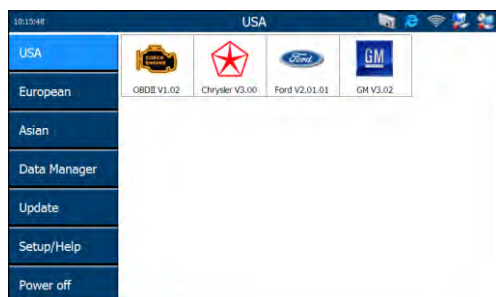 10:15:48
USA
USA
European
Asian
Data Manager
Update
Setup/Help
Power off
CHECK
ENGINE
Ford
GM
OBDII V1.02
Chrysler V3.00
Ford V2.01.01
GM V3.02